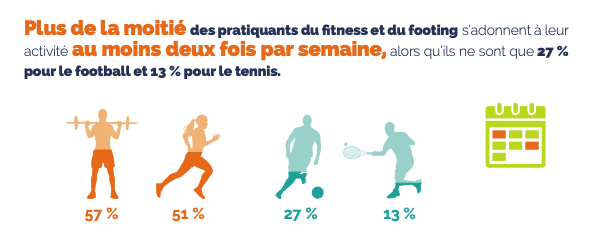 Plus de la moitié des pratiquants du fitness et du footing s'adonnent à leur
activité au moins deux fois par semaine, alors qu'ils ne sont que 27 %
pour le football et 13 % pour le tennis.
57 % 51 % 27 % 13 %